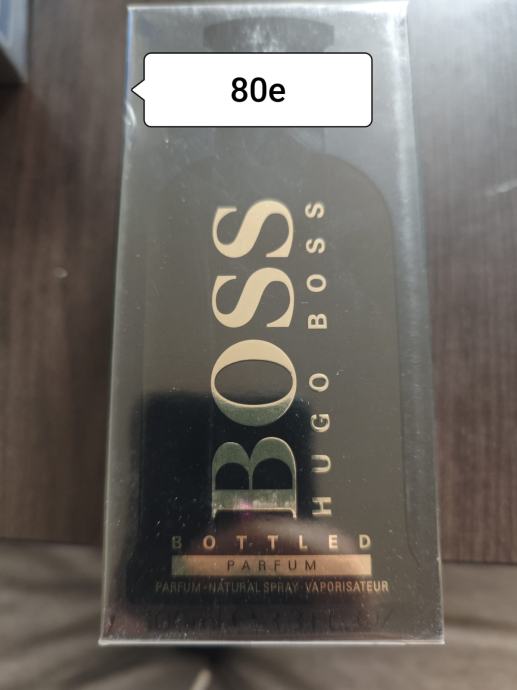 80e
BOSS
HUGO BOSS
BOTTLED
PARFUM
PARFUM·NATURAL SPRAY·VAPORISATEUR